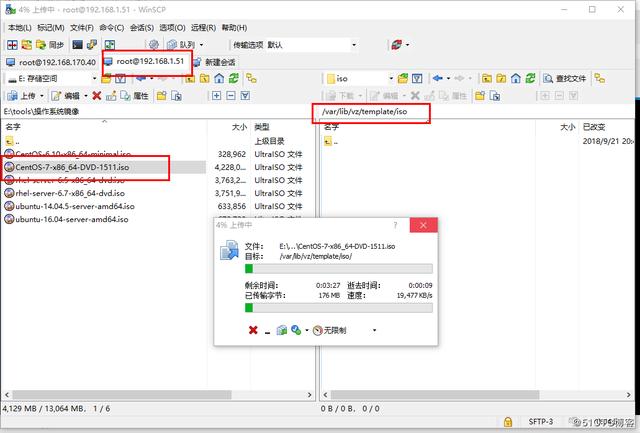 4% 上传中 - root@192.168.1.51 - WinSCP
本地(L) 标记(M) 文件(F) 命令(C) 会话(S) 选项(O) 远程(R) 帮助(H)
同步 队列 传输选项 默认
root@192.168.170.40 root@192.168.1.51 新建会话
E: 存储空间 iso 查找文件
上传 编辑 属性 下载 编辑 属性
E:\tools\操作系统镜像 /var/lib/vz/template/iso
名字 大小 类型 名字 大小 已改变
.. 上级目录 .. 2018/9/21 20:
CentOS-6.10-x86_64-minimal.iso 328,962 UltraISO 文件
CentOS-7-x86_64-DVD-1511.iso 4,228,0... UltraISO 文件
rhel-server-6.5-x86_64-dvd.iso 3,763,2... UltraISO 文件
rhel-server-6.7-x86_64-dvd.iso 3,751,9... UltraISO 文件
ubuntu-14.04.5-server-amd64.iso 633,856 UltraISO 文件
ubuntu-16.04-server-amd64.iso UltraISO 文件
4% 上传中 ?
文件: E:\...\CentOS-7-x86_64-DVD-1511.iso
目标: /var/lib/vz/template/iso/
剩余时间: 0:03:27 逝去时间: 0:00:09
已传输字节: 176 MB 速度: 19,477 KB/s
无限制
4,129 MB / 13,064 MB. 1 / 6 0 B / 0 B. 0 / 0
SFTP-3
@51CTO博客